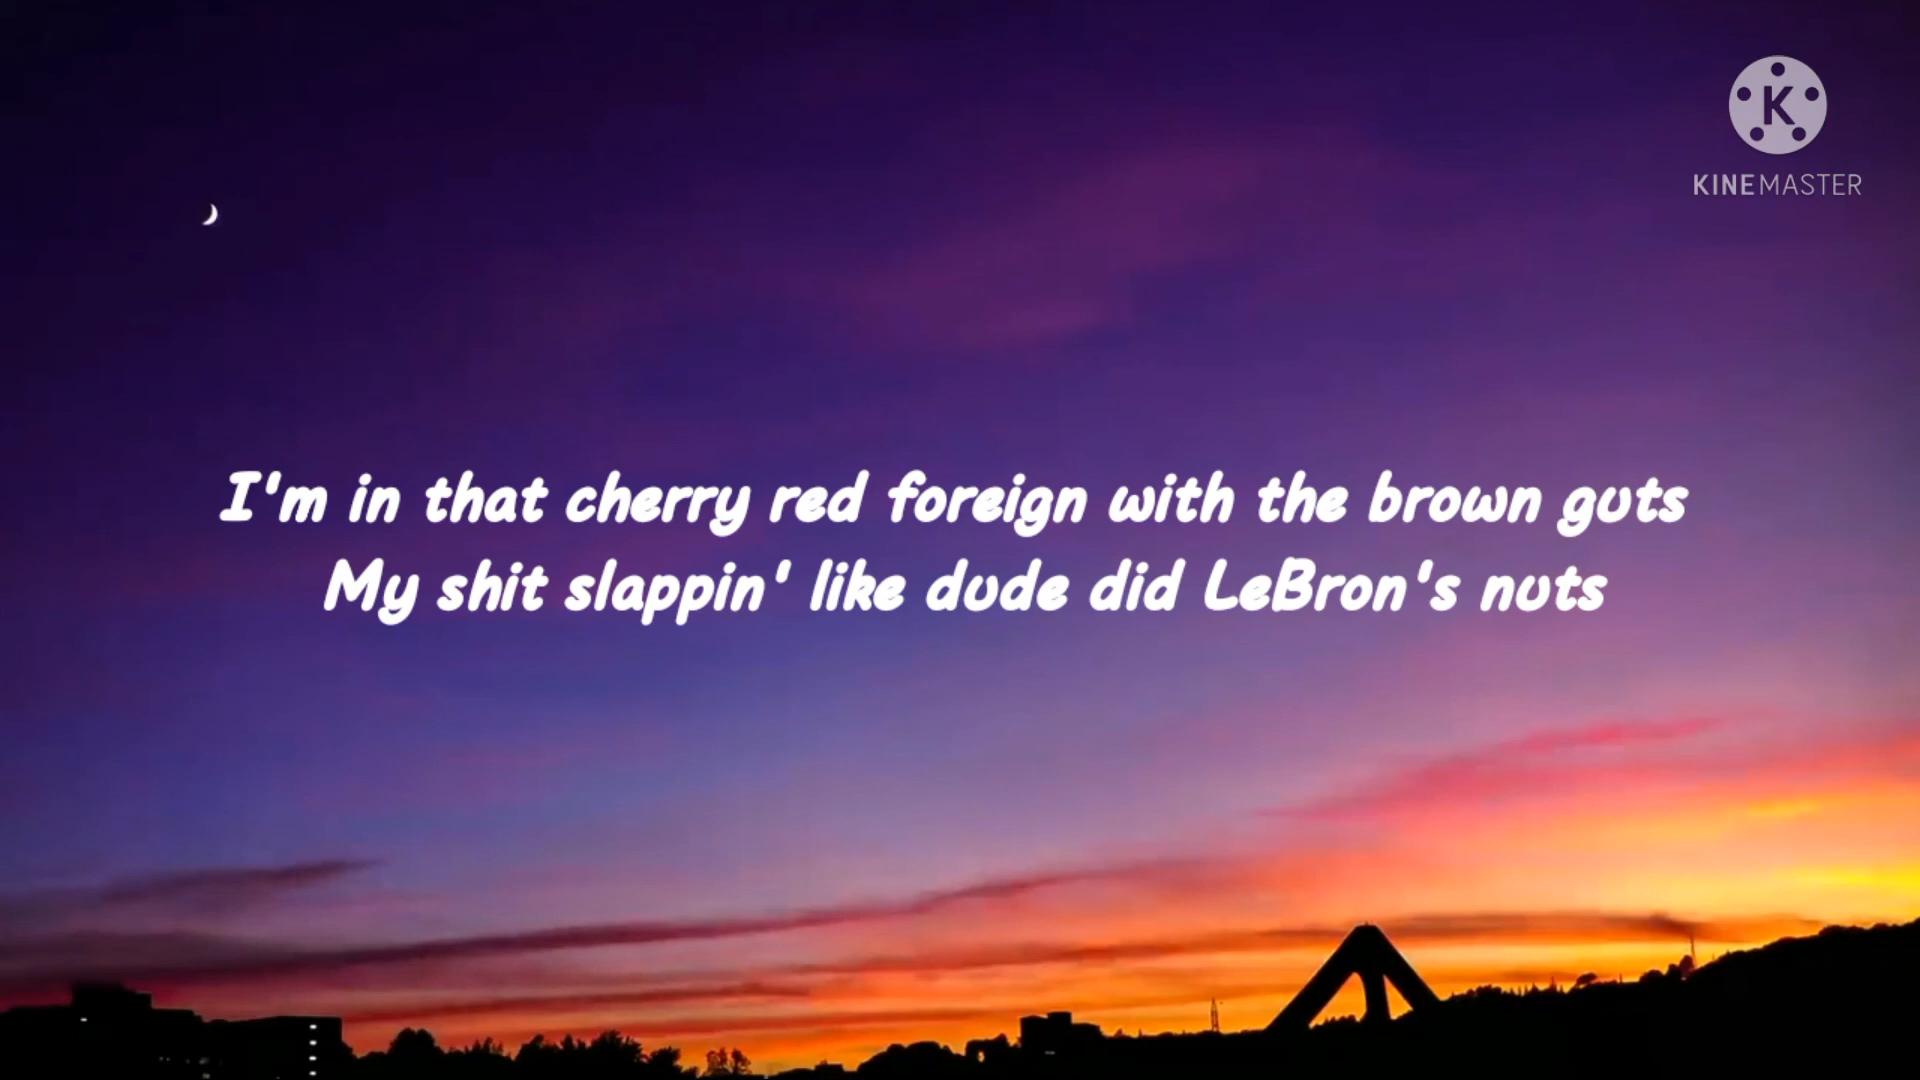 K
KINEMASTER
I'm in that cherry red foreign with the brown guts
My shit slappin' like dude did LeBron's nuts